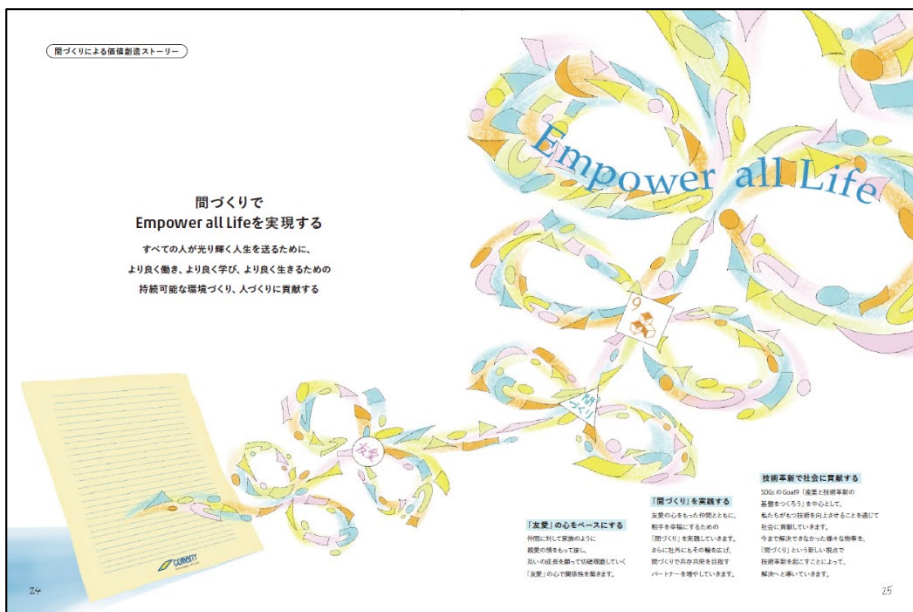 間づくりによる価値創造ストーリー
間づくりで
Empower all Lifeを実現する
すべての人が光り輝く人生を送るために、
より良く働き、より良く学び、より良く生きるための
持続可能な環境づくり、人づくりに貢献する
Empower all Life
9
間づくり
友愛
「友愛」の心をベースにする
仲間に対して家族のように
親愛の情をもって接し、
互いの成長を願って切磋琢磨していく
「友愛」の心で関係性を築きます。
「間づくり」を実践する
友愛の心をもった仲間とともに、
相手を幸福にするための
「間づくり」を実践していきます。
さらに社外にもその輪を広げ、
間づくりで共存共栄を目指す
パートナーを増やしていきます。
技術革新で社会に貢献する
SDGsのGoal9「産業と技術革新の
基盤をつくろう」を中心として、
私たちがもつ技術を向上させることを通じて
社会に貢献していきます。
今まで解決できなかった様々な物事を、
「間づくり」という新しい視点で
技術革新を起こすことによって、
解決へと導いていきます。
24
25